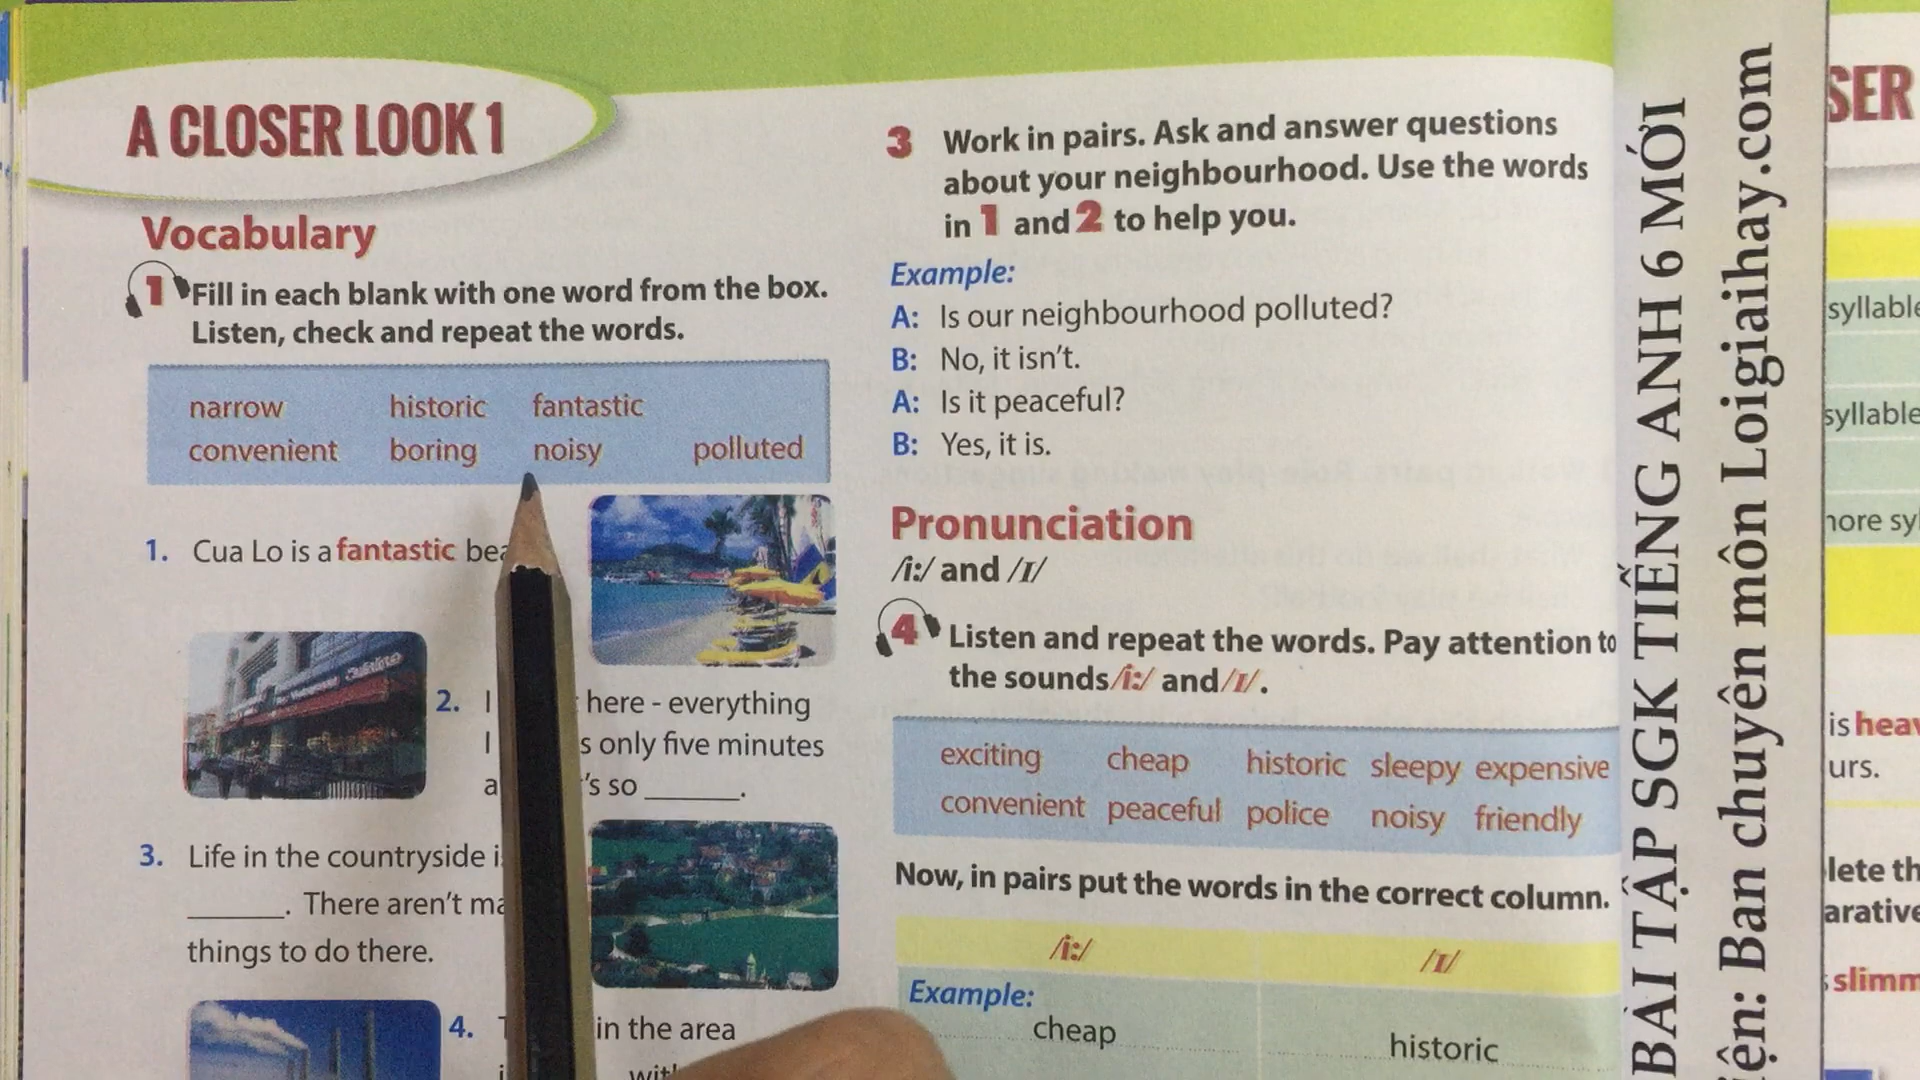 A CLOSER LOOK 1
Vocabulary
1 Fill in each blank with one word from the box.
Listen, check and repeat the words.
narrow historic fantastic
convenient boring noisy polluted
1. Cua Lo is a fantastic
2. I here - everything
I s only five minutes
's so ______.
3. Life in the countryside
______. There aren't
things to do there.
4. in the area
3 Work in pairs. Ask and answer questions
about your neighbourhood. Use the words
in 1 and 2 to help you.
Example:
A: Is our neighbourhood polluted?
B: No, it isn't.
A: Is it peaceful?
B: Yes, it is.
Pronunciation
/i:/ and /ɪ/
4 Listen and repeat the words. Pay attention to
the sounds /i:/ and /ɪ/.
exciting cheap historic sleepy expensive
convenient peaceful police noisy friendly
Now, in pairs put the words in the correct column.
/i:/ /ɪ/
Example:
cheap historic
BÀI TẬP SGK TIẾNG ANH 6 MỚI
ện: Ban chuyên môn Loigiaihay.com
SER
syllable
syllable
ore sy
is heav
urs.
lete th
arative
slimm